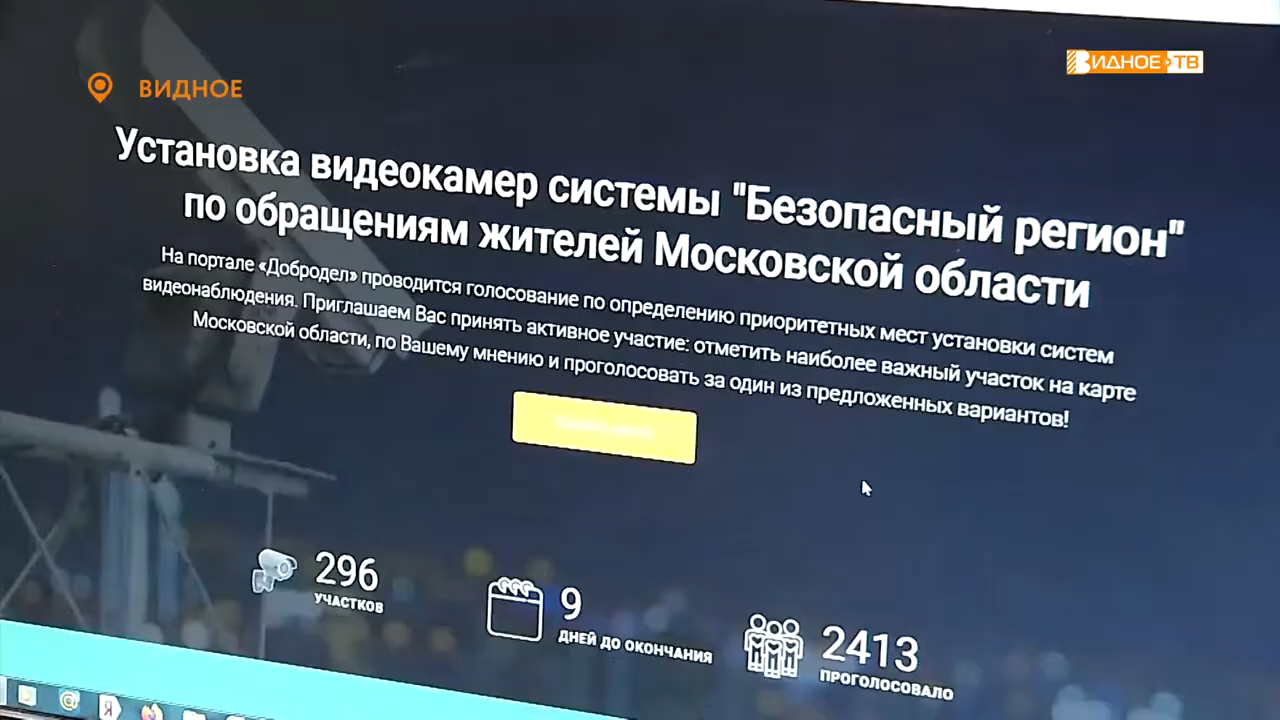 ВИДНОЕ
ВИДНОЕ ТВ
Установка видеокамер системы "Безопасный регион"
по обращениям жителей Московской области
На портале «Добродел» проводится голосование по определению приоритетных мест установки систем
видеонаблюдения. Приглашаем Вас принять активное участие: отметить наиболее важный участок на карте
Московской области, по Вашему мнению и проголосовать за один из предложенных вариантов!
296
УЧАСТКОВ
9
ДНЕЙ ДО ОКОНЧАНИЯ
2413
ПРОГОЛОСОВАЛО